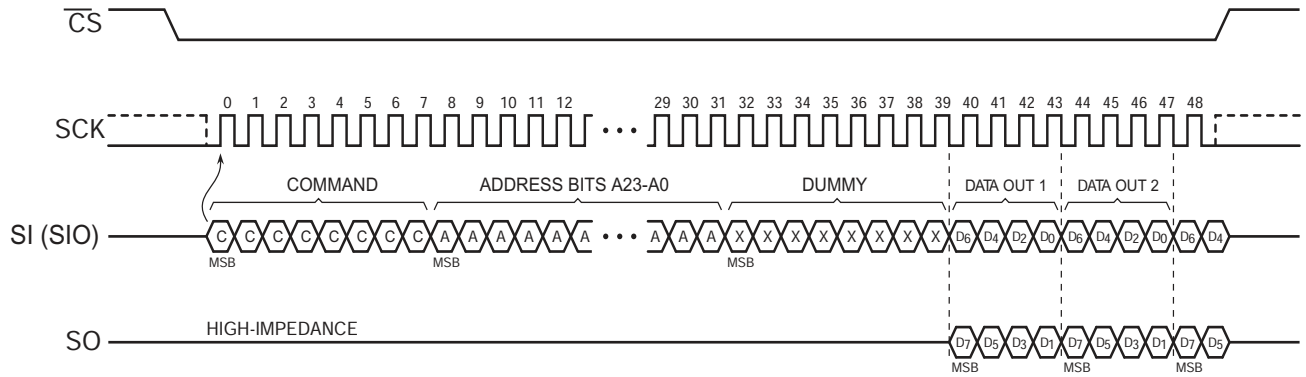 CS
0 1 2 3 4 5 6 7 8 9 10 11 12 29 30 31 32 33 34 35 36 37 38 39 40 41 42 43 44 45 46 47 48
SCK
COMMAND ADDRESS BITS A23-A0 DUMMY DATA OUT 1 DATA OUT 2
SI (SIO) C C C C C C C C A A A A A A ••• A A A X X X X X X X X D6 D4 D2 D0 D6 D4 D2 D0 D6 D4
MSB MSB MSB
HIGH-IMPEDANCE
SO D7 D5 D3 D1 D7 D5 D3 D1 D7 D5
MSB MSB MSB